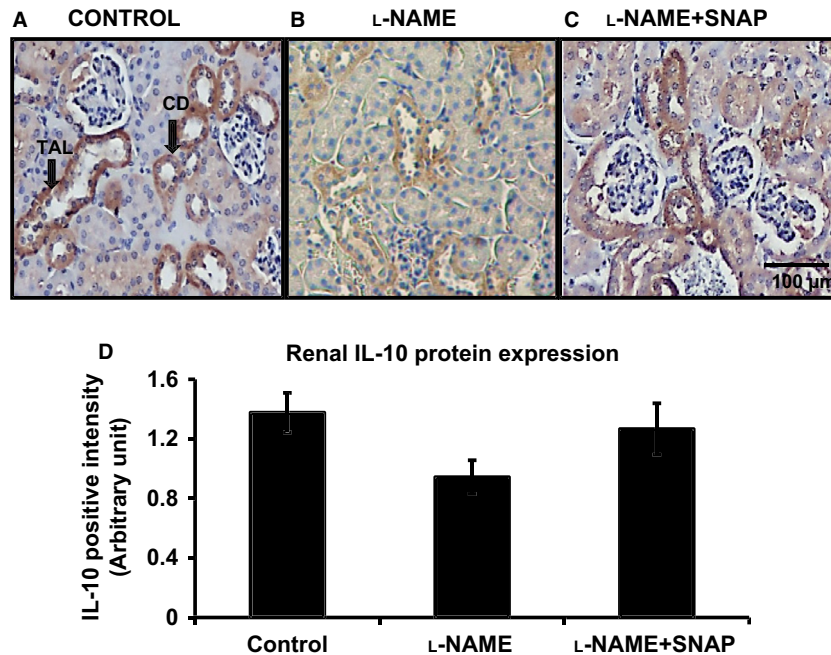 A CONTROL
B L-NAME
C L-NAME+SNAP
CD
TAL
100 µm
D Renal IL-10 protein expression
IL-10 positive intensity
(Arbitrary unit)
1.6
1.2
0.8
0.4
0
Control
L-NAME
L-NAME+SNAP